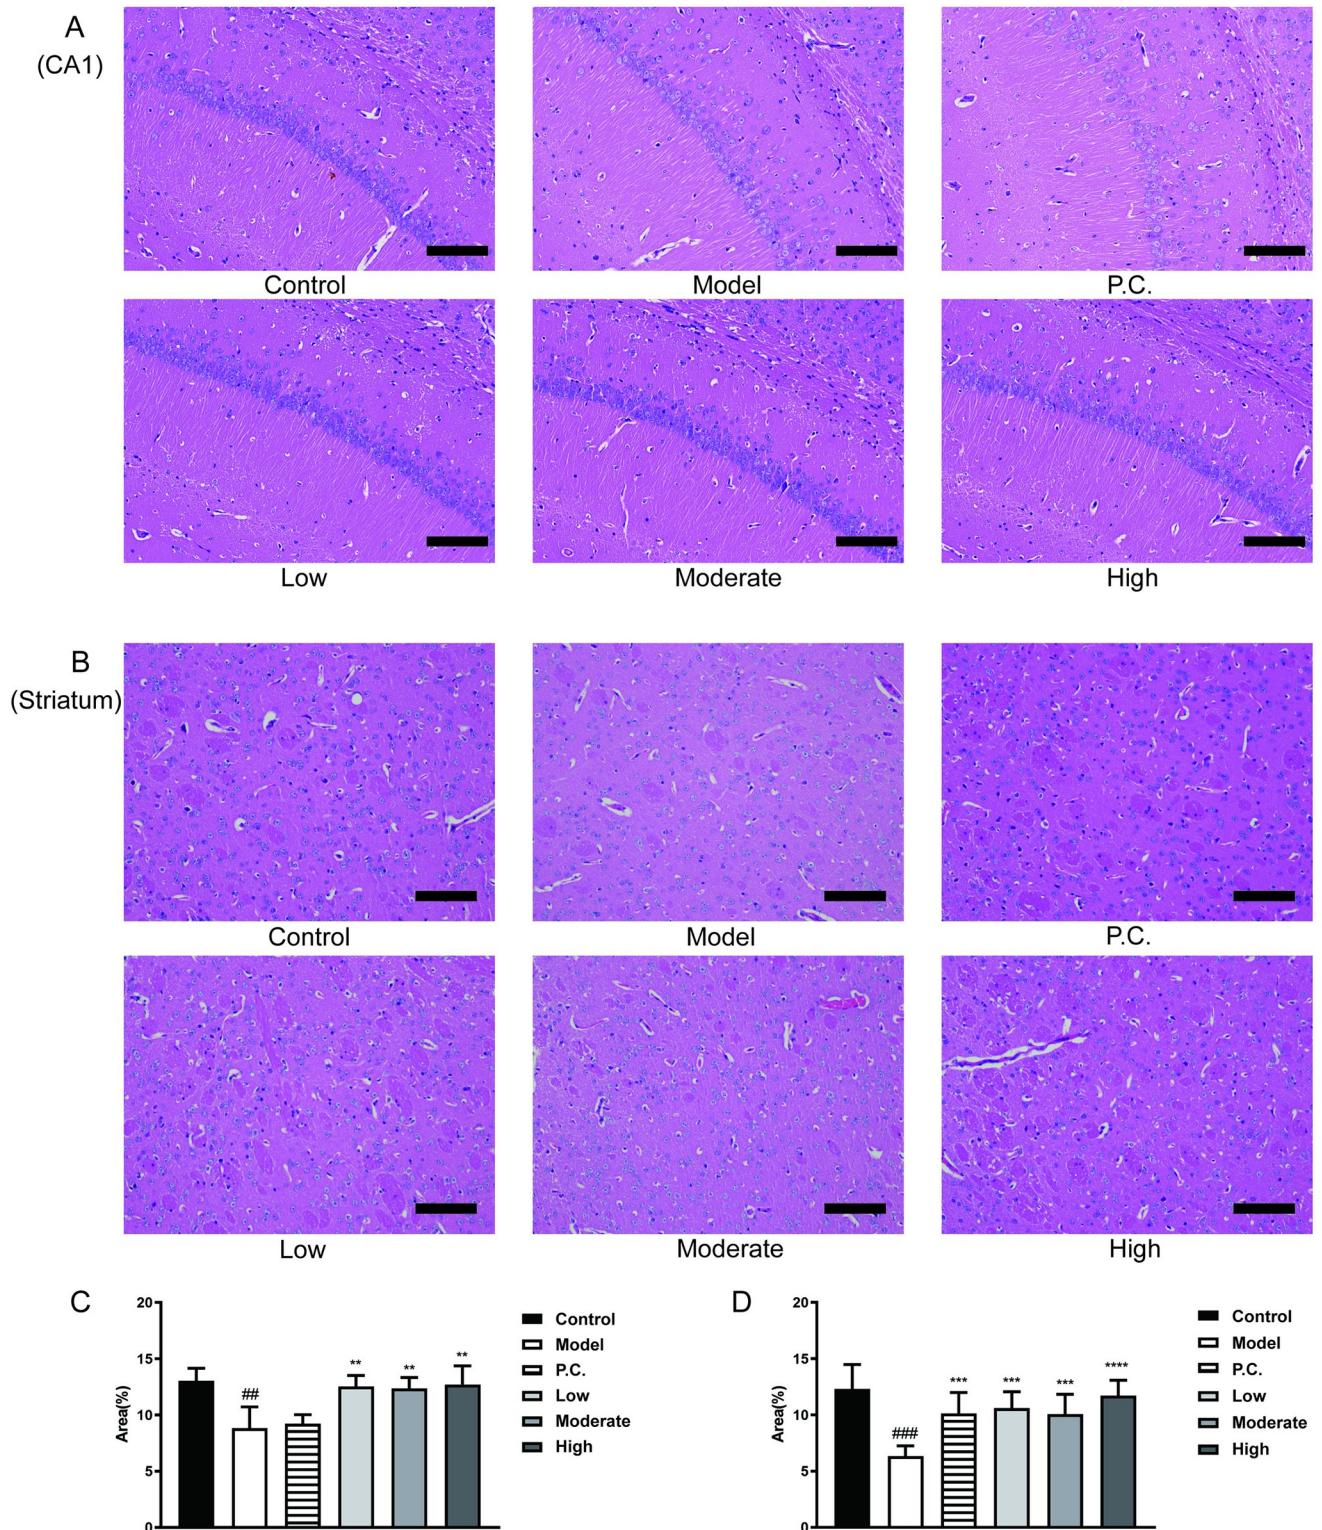 A
(CA1)
Control
Model
P.C.
Low
Moderate
High
B
(Striatum)
Control
Model
P.C.
Low
Moderate
High
C
20
15
10
5
0
Area(%)
##
**
**
**
Control
Model
P.C.
Low
Moderate
High
D
20
15
10
5
0
Area(%)
###
***
***
***
****
Control
Model
P.C.
Low
Moderate
High